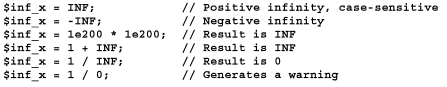 $inf_x = INF;             // Positive infinity, case-sensitive
$inf_x = -INF;            // Negative infinity
$inf_x = 1e200 * 1e200;   // Result is INF
$inf_x = 1 + INF;         // Result is INF
$inf_x = 1 / INF;         // Result is 0
$inf_x = 1 / 0;           // Generates a warning